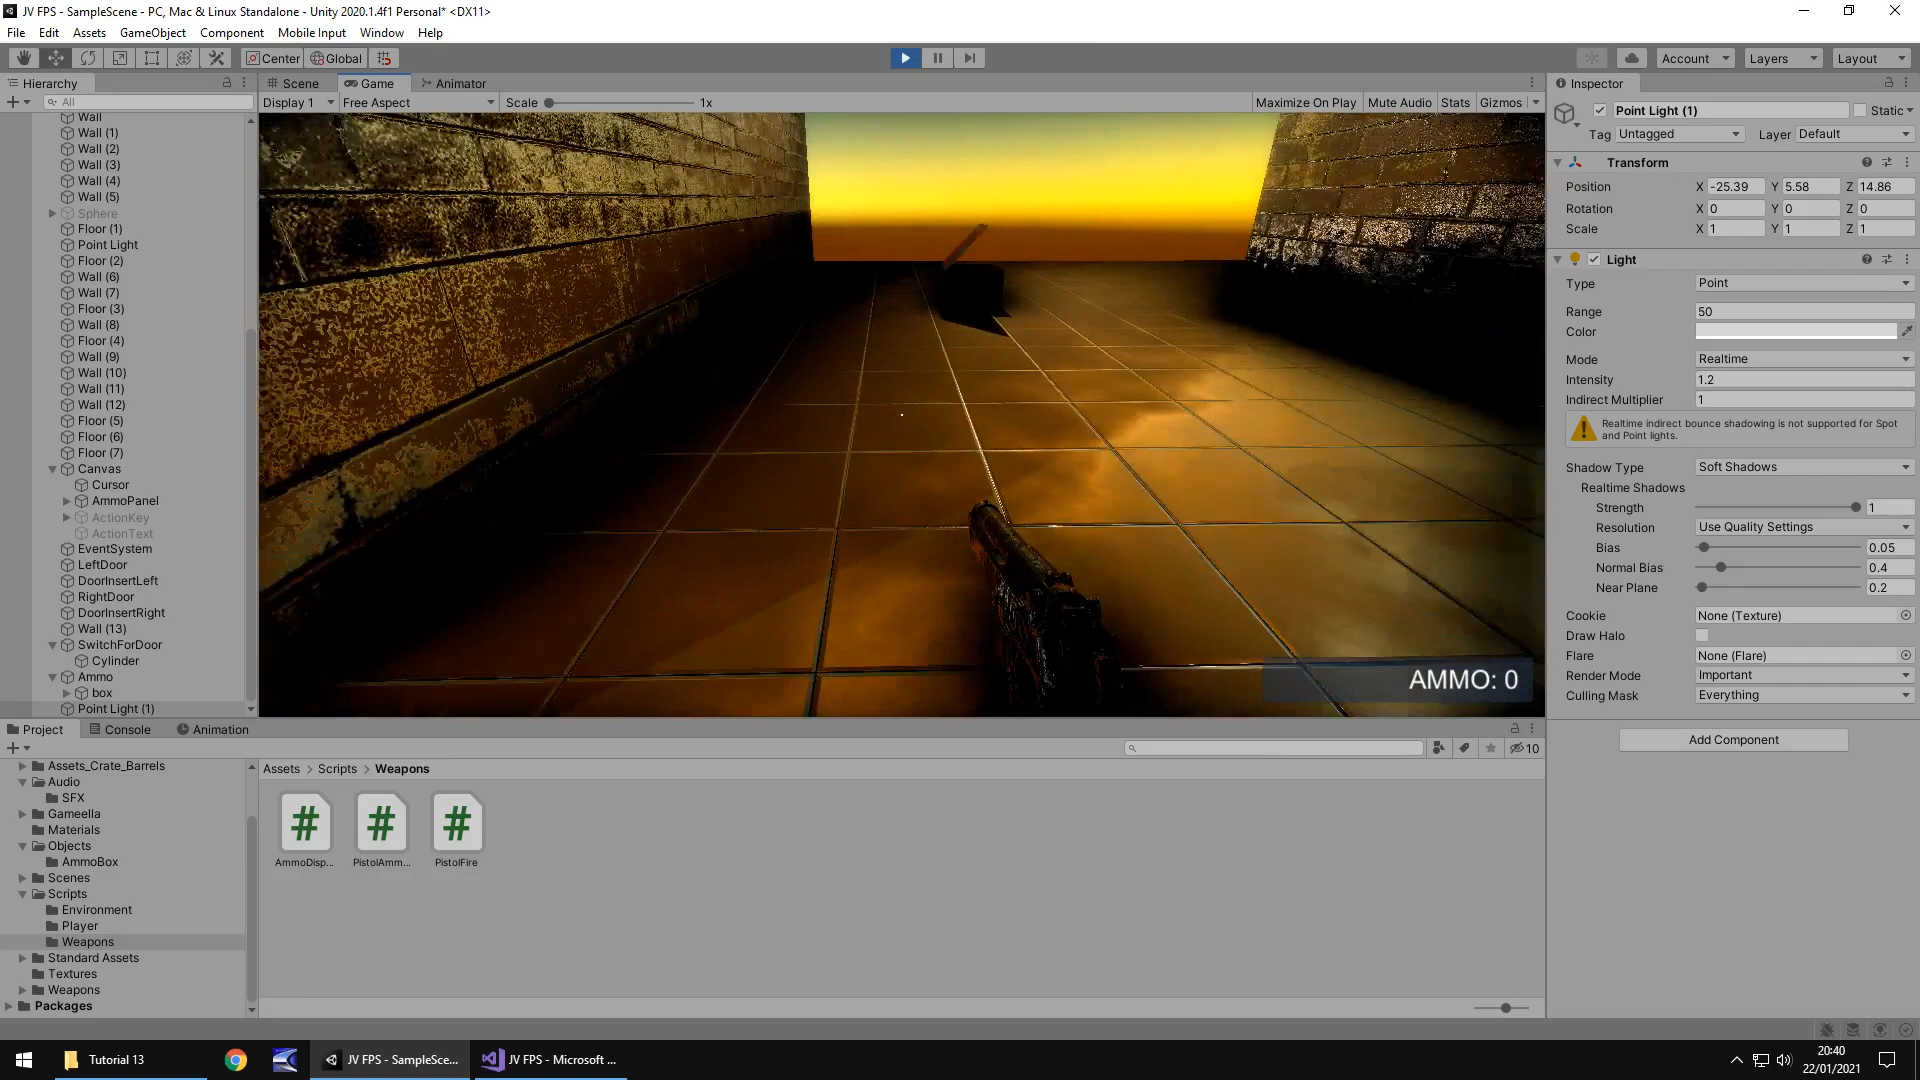 JV FPS - SampleScene - PC, Mac & Linux Standalone - Unity 2020.1.4f1 Personal* <DX11>
File Edit Assets GameObject Component Mobile Input Window Help
Center Global Account Layers Layout
Hierarchy
All
Wall
Wall (1)
Wall (2)
Wall (3)
Wall (4)
Wall (5)
Sphere
Floor (1)
Point Light
Floor (2)
Wall (6)
Wall (7)
Floor (3)
Wall (8)
Floor (4)
Wall (9)
Wall (10)
Wall (11)
Wall (12)
Floor (5)
Floor (6)
Floor (7)
Canvas
Cursor
AmmoPanel
ActionKey
ActionText
EventSystem
LeftDoor
DoorInsertLeft
RightDoor
DoorInsertRight
Wall (13)
SwitchForDoor
Cylinder
Ammo
box
Point Light (1)
Scene Game Animator
Display 1 Free Aspect Scale 1x Maximize On Play Mute Audio Stats Gizmos
AMMO: 0
Inspector
Point Light (1) Static
Tag Untagged Layer Default
Transform
Position X -25.39 Y 5.58 Z 14.86
Rotation X 0 Y 0 Z 0
Scale X 1 Y 1 Z 1
Light
Type Point
Range 50
Color
Mode Realtime
Intensity 1.2
Indirect Multiplier 1
Realtime indirect bounce shadowing is not supported for Spot
and Point lights.
Shadow Type Soft Shadows
Realtime Shadows
Strength 1
Resolution Use Quality Settings
Bias 0.05
Normal Bias 0.4
Near Plane 0.2
Cookie None (Texture)
Draw Halo
Flare None (Flare)
Render Mode Important
Culling Mask Everything
Add Component
Project Console Animation
10
Assets_Crate_Barrels
Audio
SFX
Gameella
Materials
Objects
AmmoBox
Scenes
Scripts
Environment
Player
Weapons
Standard Assets
Textures
Weapons
Packages
Assets > Scripts > Weapons
AmmoDisp... PistolAmm... PistolFire
Tutorial 13 JV FPS - SampleSce... JV FPS - Microsoft ...
20:40
22/01/2021